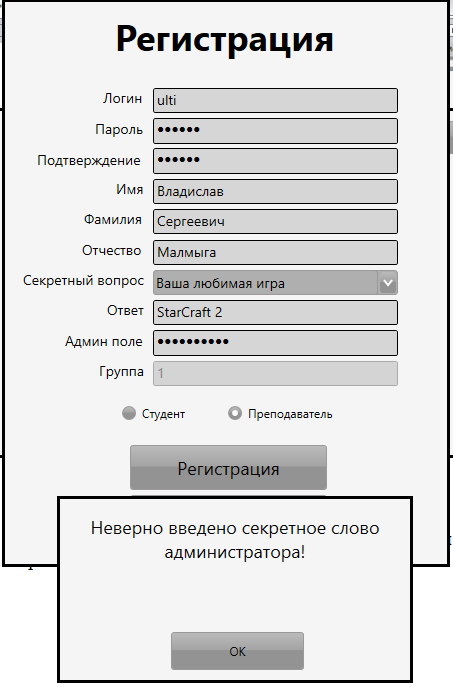 Регистрация
Логин ulti
Пароль ••••••
Подтверждение ••••••
Имя Владислав
Фамилия Сергеевич
Отчество Малмыга
Секретный вопрос Ваша любимая игра
Ответ StarCraft 2
Админ поле ••••••••••
Группа 1
Студент Преподаватель
Регистрация
Неверно введено секретное слово
администратора!
ОК